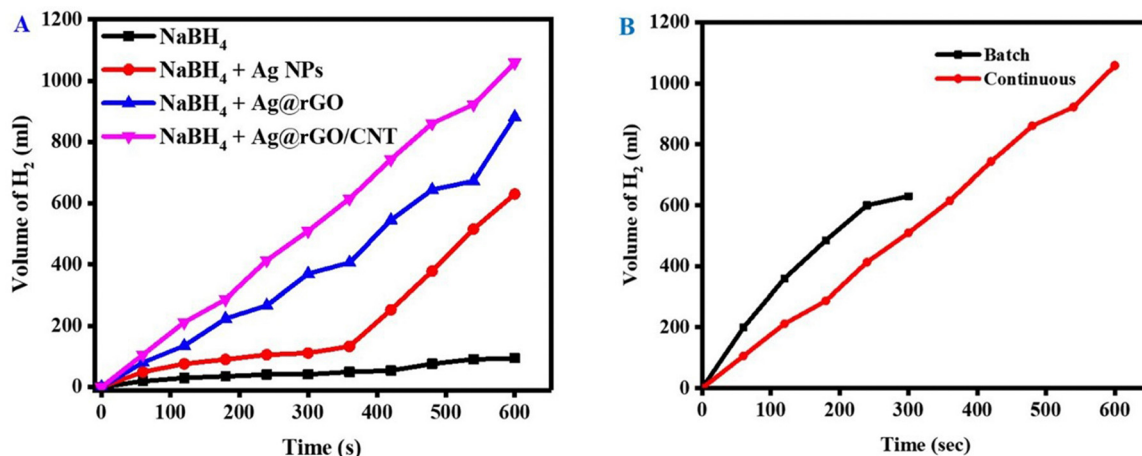 A
NaBH4
NaBH4 + Ag NPs
NaBH4 + Ag@rGO
NaBH4 + Ag@rGO/CNT
Volume of H2 (ml)
1200
1000
800
600
400
200
0
0 100 200 300 400 500 600
Time (s)
B
Batch
Continuous
Volume of H2 (ml)
1200
1000
800
600
400
200
0
0 100 200 300 400 500 600
Time (sec)